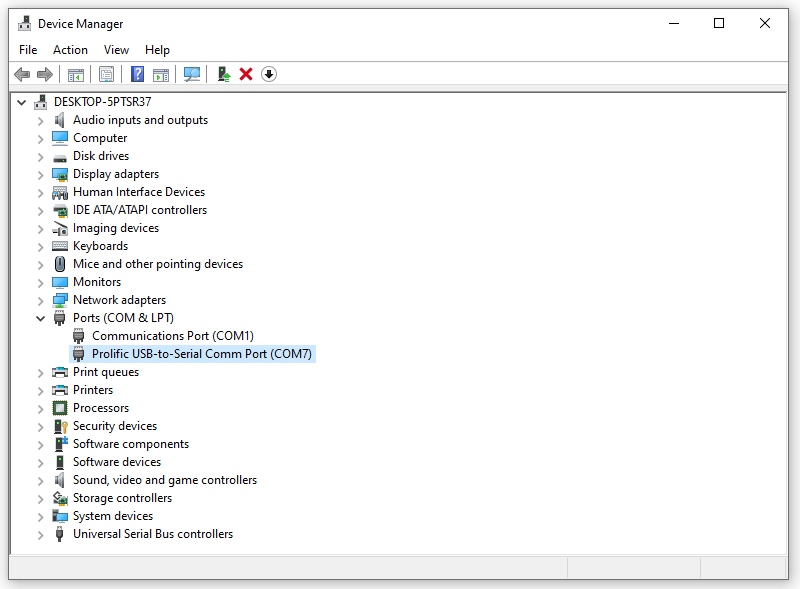 Device Manager
File Action View Help
DESKTOP-5PTSR37
Audio inputs and outputs
Computer
Disk drives
Display adapters
Human Interface Devices
IDE ATA/ATAPI controllers
Imaging devices
Keyboards
Mice and other pointing devices
Monitors
Network adapters
Ports (COM & LPT)
Communications Port (COM1)
Prolific USB-to-Serial Comm Port (COM7)
Print queues
Printers
Processors
Security devices
Software components
Software devices
Sound, video and game controllers
Storage controllers
System devices
Universal Serial Bus controllers